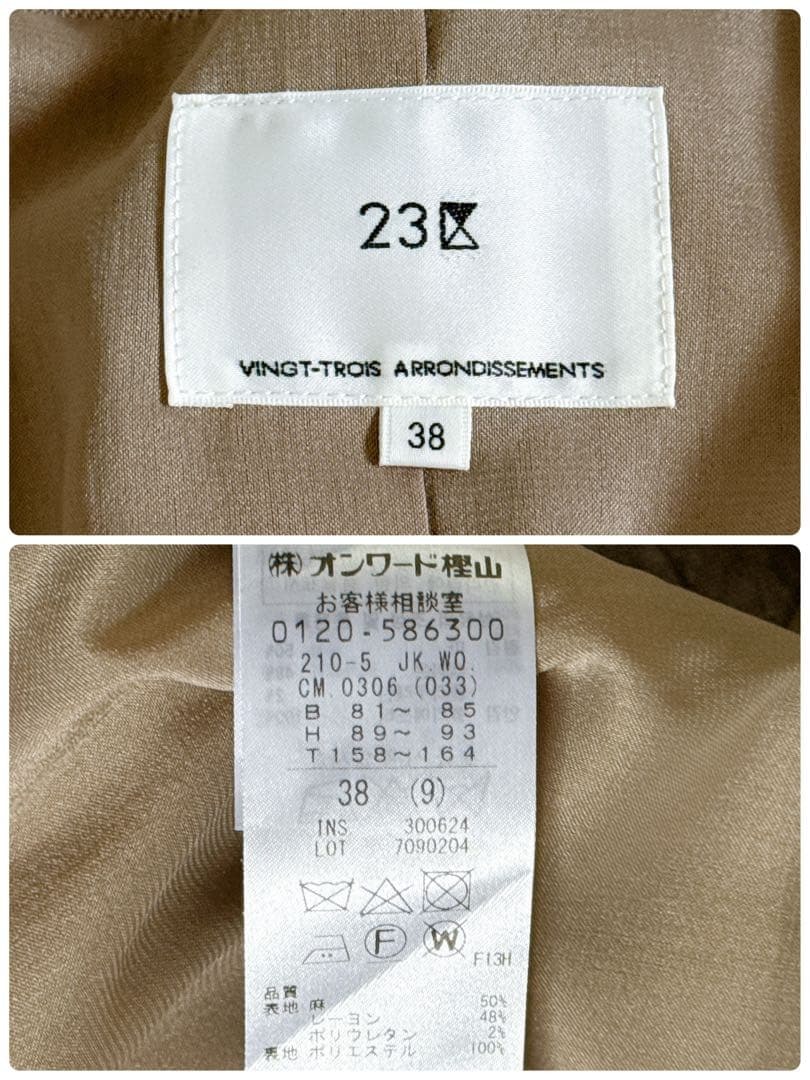 23区
VINGT-TROIS ARRONDISSEMENTS
38
(株)オンワード樫山
お客様相談室
0120-586300
210-5 JK.WO.
CM.0306 (033)
B 81~ 85
H 89~ 93
T 158~164
38 (9)
INS 300624
LOT 7090204
F W F13H
品質
表地 麻 50%
レーヨン 48%
ポリウレタン 2%
裏地 ポリエステル 100%